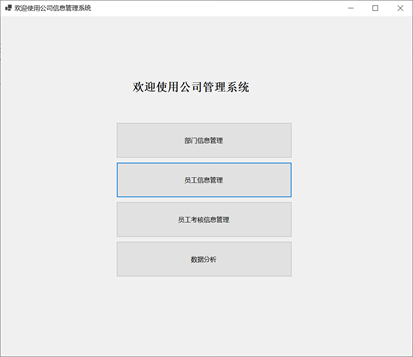 欢迎使用公司信息管理系统
欢迎使用公司管理系统
部门信息管理
员工信息管理
员工考核信息管理
数据分析